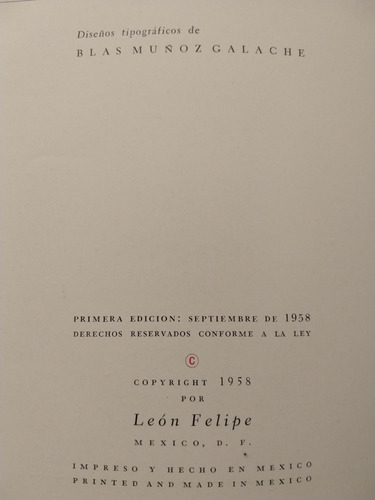 Diseños tipográficos de
BLAS MUÑOZ GALACHE
PRIMERA EDICION: SEPTIEMBRE DE 1958
DERECHOS RESERVADOS CONFORME A LA LEY
©
COPYRIGHT 1958
POR
León Felipe
MEXICO, D. F.
IMPRESO Y HECHO EN MEXICO
PRINTED AND MADE IN MEXICO